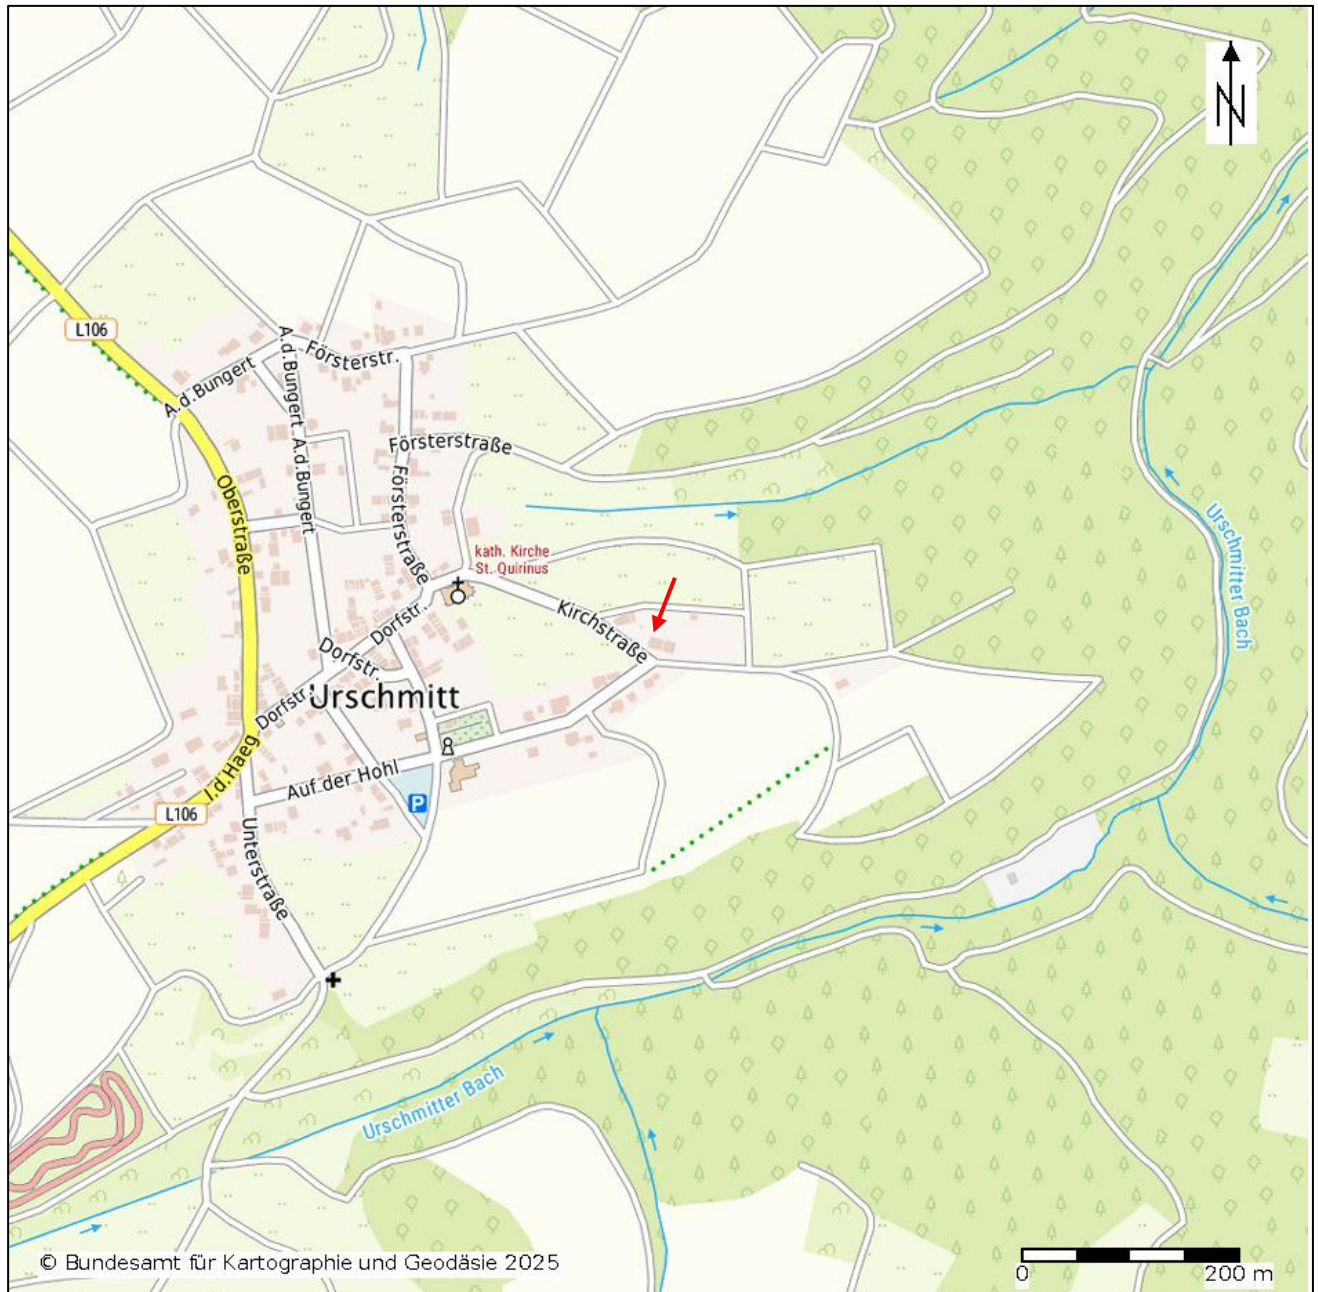 N
L106
A.d.Bungert
A.d.Bungert
Försterstr.
A.d.Bungert
Försterstraße
Försterstraße
Oberstraße
kath. Kirche
St. Quirinus
Kirchstraße
Dorfstr.
Dorfstr.
Dorfstr.
Urschmitt
I.d.Haeg
Auf der Hohl
P
L106
Unterstraße
Urschmitter Bach
Urschmitter Bach
© Bundesamt für Kartographie und Geodäsie 2025
0 200 m